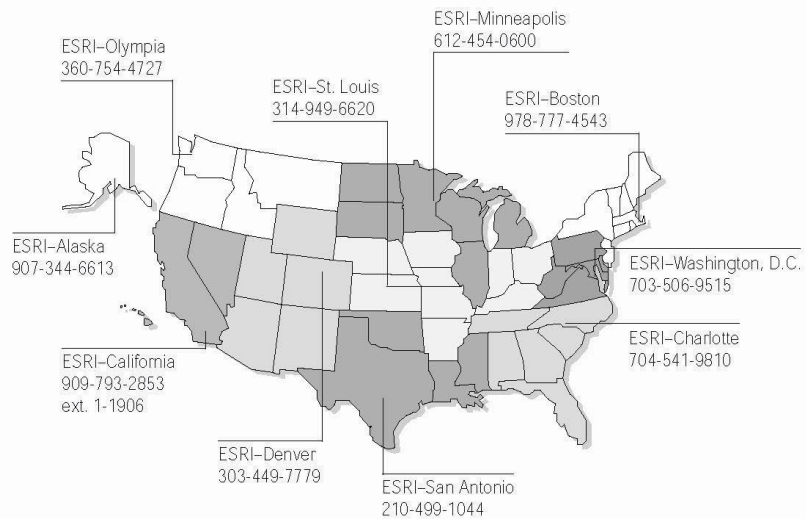 ESRI–Minneapolis
612-454-0600
ESRI–Olympia
360-754-4727
ESRI–St. Louis
314-949-6620
ESRI–Boston
978-777-4543
ESRI–Alaska
907-344-6613
ESRI–Washington, D.C.
703-506-9515
ESRI–Charlotte
704-541-9810
ESRI–California
909-793-2853
ext. 1-1906
ESRI–Denver
303-449-7779
ESRI–San Antonio
210-499-1044